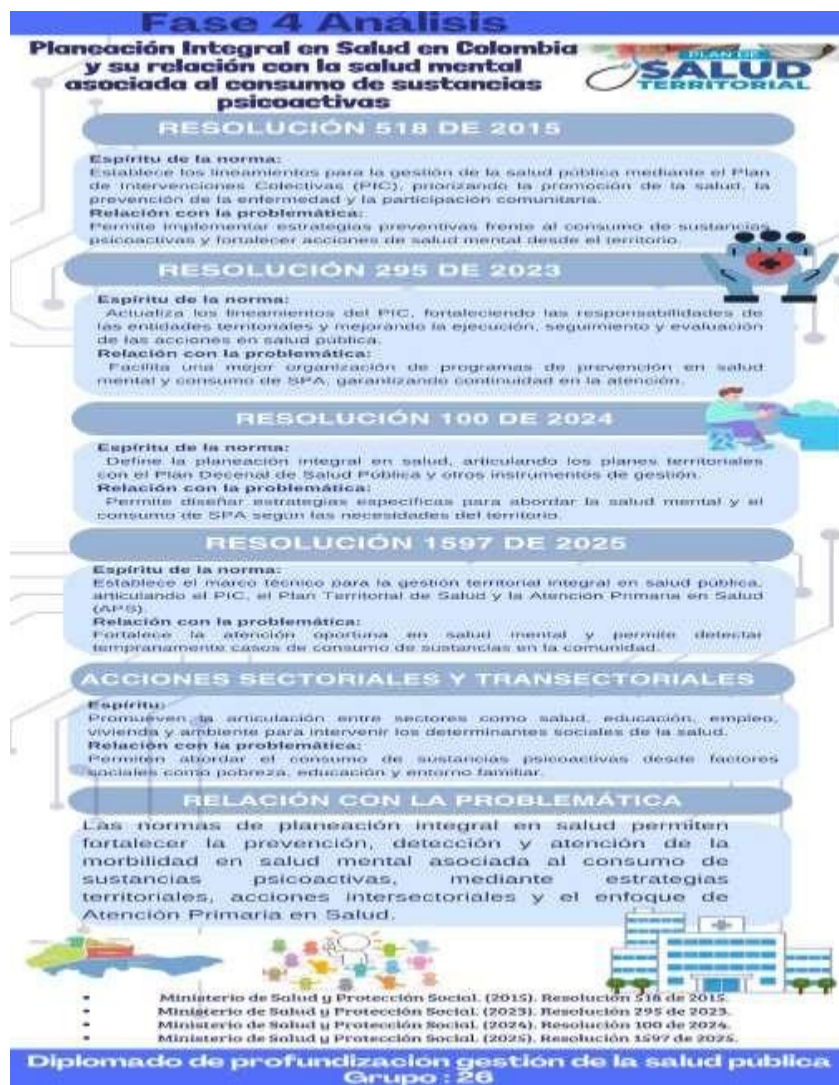 Fase 4 Análisis
Planeación Integral en Salud en Colombia
y su relación con la salud mental
asociada al consumo de sustancias
psicoactivas
PLAN DE
SALUD
TERRITORIAL
RESOLUCIÓN 518 DE 2015
Espíritu de la norma:
Establece los lineamientos para la gestión de la salud pública mediante el Plan
de Intervenciones Colectivas (PIC), priorizando la promoción de la salud, la
prevención de la enfermedad y la participación comunitaria.
Relación con la problemática:
Permite implementar estrategias preventivas frente al consumo de sustancias
psicoactivas y fortalecer acciones de salud mental desde el territorio.
RESOLUCIÓN 295 DE 2023
Espíritu de la norma:
Actualiza los lineamientos del PIC, fortaleciendo las responsabilidades de
las entidades territoriales y mejorando la ejecución, seguimiento y evaluación
de las acciones en salud pública.
Relación con la problemática:
Facilita una mejor organización de programas de prevención en salud
mental y consumo de SPA, garantizando continuidad en la atención.
RESOLUCIÓN 100 DE 2024
Espíritu de la norma:
Define la planeación integral en salud, articulando los planes territoriales
con el Plan Decenal de Salud Pública y otros instrumentos de gestión.
Relación con la problemática:
Permite diseñar estrategias específicas para abordar la salud mental y el
consumo de SPA según las necesidades del territorio.
RESOLUCIÓN 1597 DE 2025
Espíritu de la norma:
Establece el marco técnico para la gestión territorial integral en salud pública,
articulando el PIC, el Plan Territorial de Salud y la Atención Primaria en Salud
(APS).
Relación con la problemática:
Fortalece la atención oportuna en salud mental y permite detectar
tempranamente casos de consumo de sustancias en la comunidad.
ACCIONES SECTORIALES Y TRANSECTORIALES
Espíritu:
Promueven la articulación entre sectores como salud, educación, empleo,
vivienda y ambiente para intervenir los determinantes sociales de la salud.
Relación con la problemática:
Permiten abordar el consumo de sustancias psicoactivas desde factores
sociales como pobreza, educación y entorno familiar.
RELACIÓN CON LA PROBLEMÁTICA
Las normas de planeación integral en salud permiten
fortalecer la prevención, detección y atención de la
morbilidad en salud mental asociada al consumo de
sustancias psicoactivas, mediante estrategias
territoriales, acciones intersectoriales y el enfoque de
Atención Primaria en Salud.
• Ministerio de Salud y Protección Social. (2015). Resolución 518 de 2015.
• Ministerio de Salud y Protección Social. (2023). Resolución 295 de 2023.
• Ministerio de Salud y Protección Social. (2024). Resolución 100 de 2024.
• Ministerio de Salud y Protección Social. (2025). Resolución 1597 de 2025.
Diplomado de profundización gestión de la salud pública
Grupo : 26